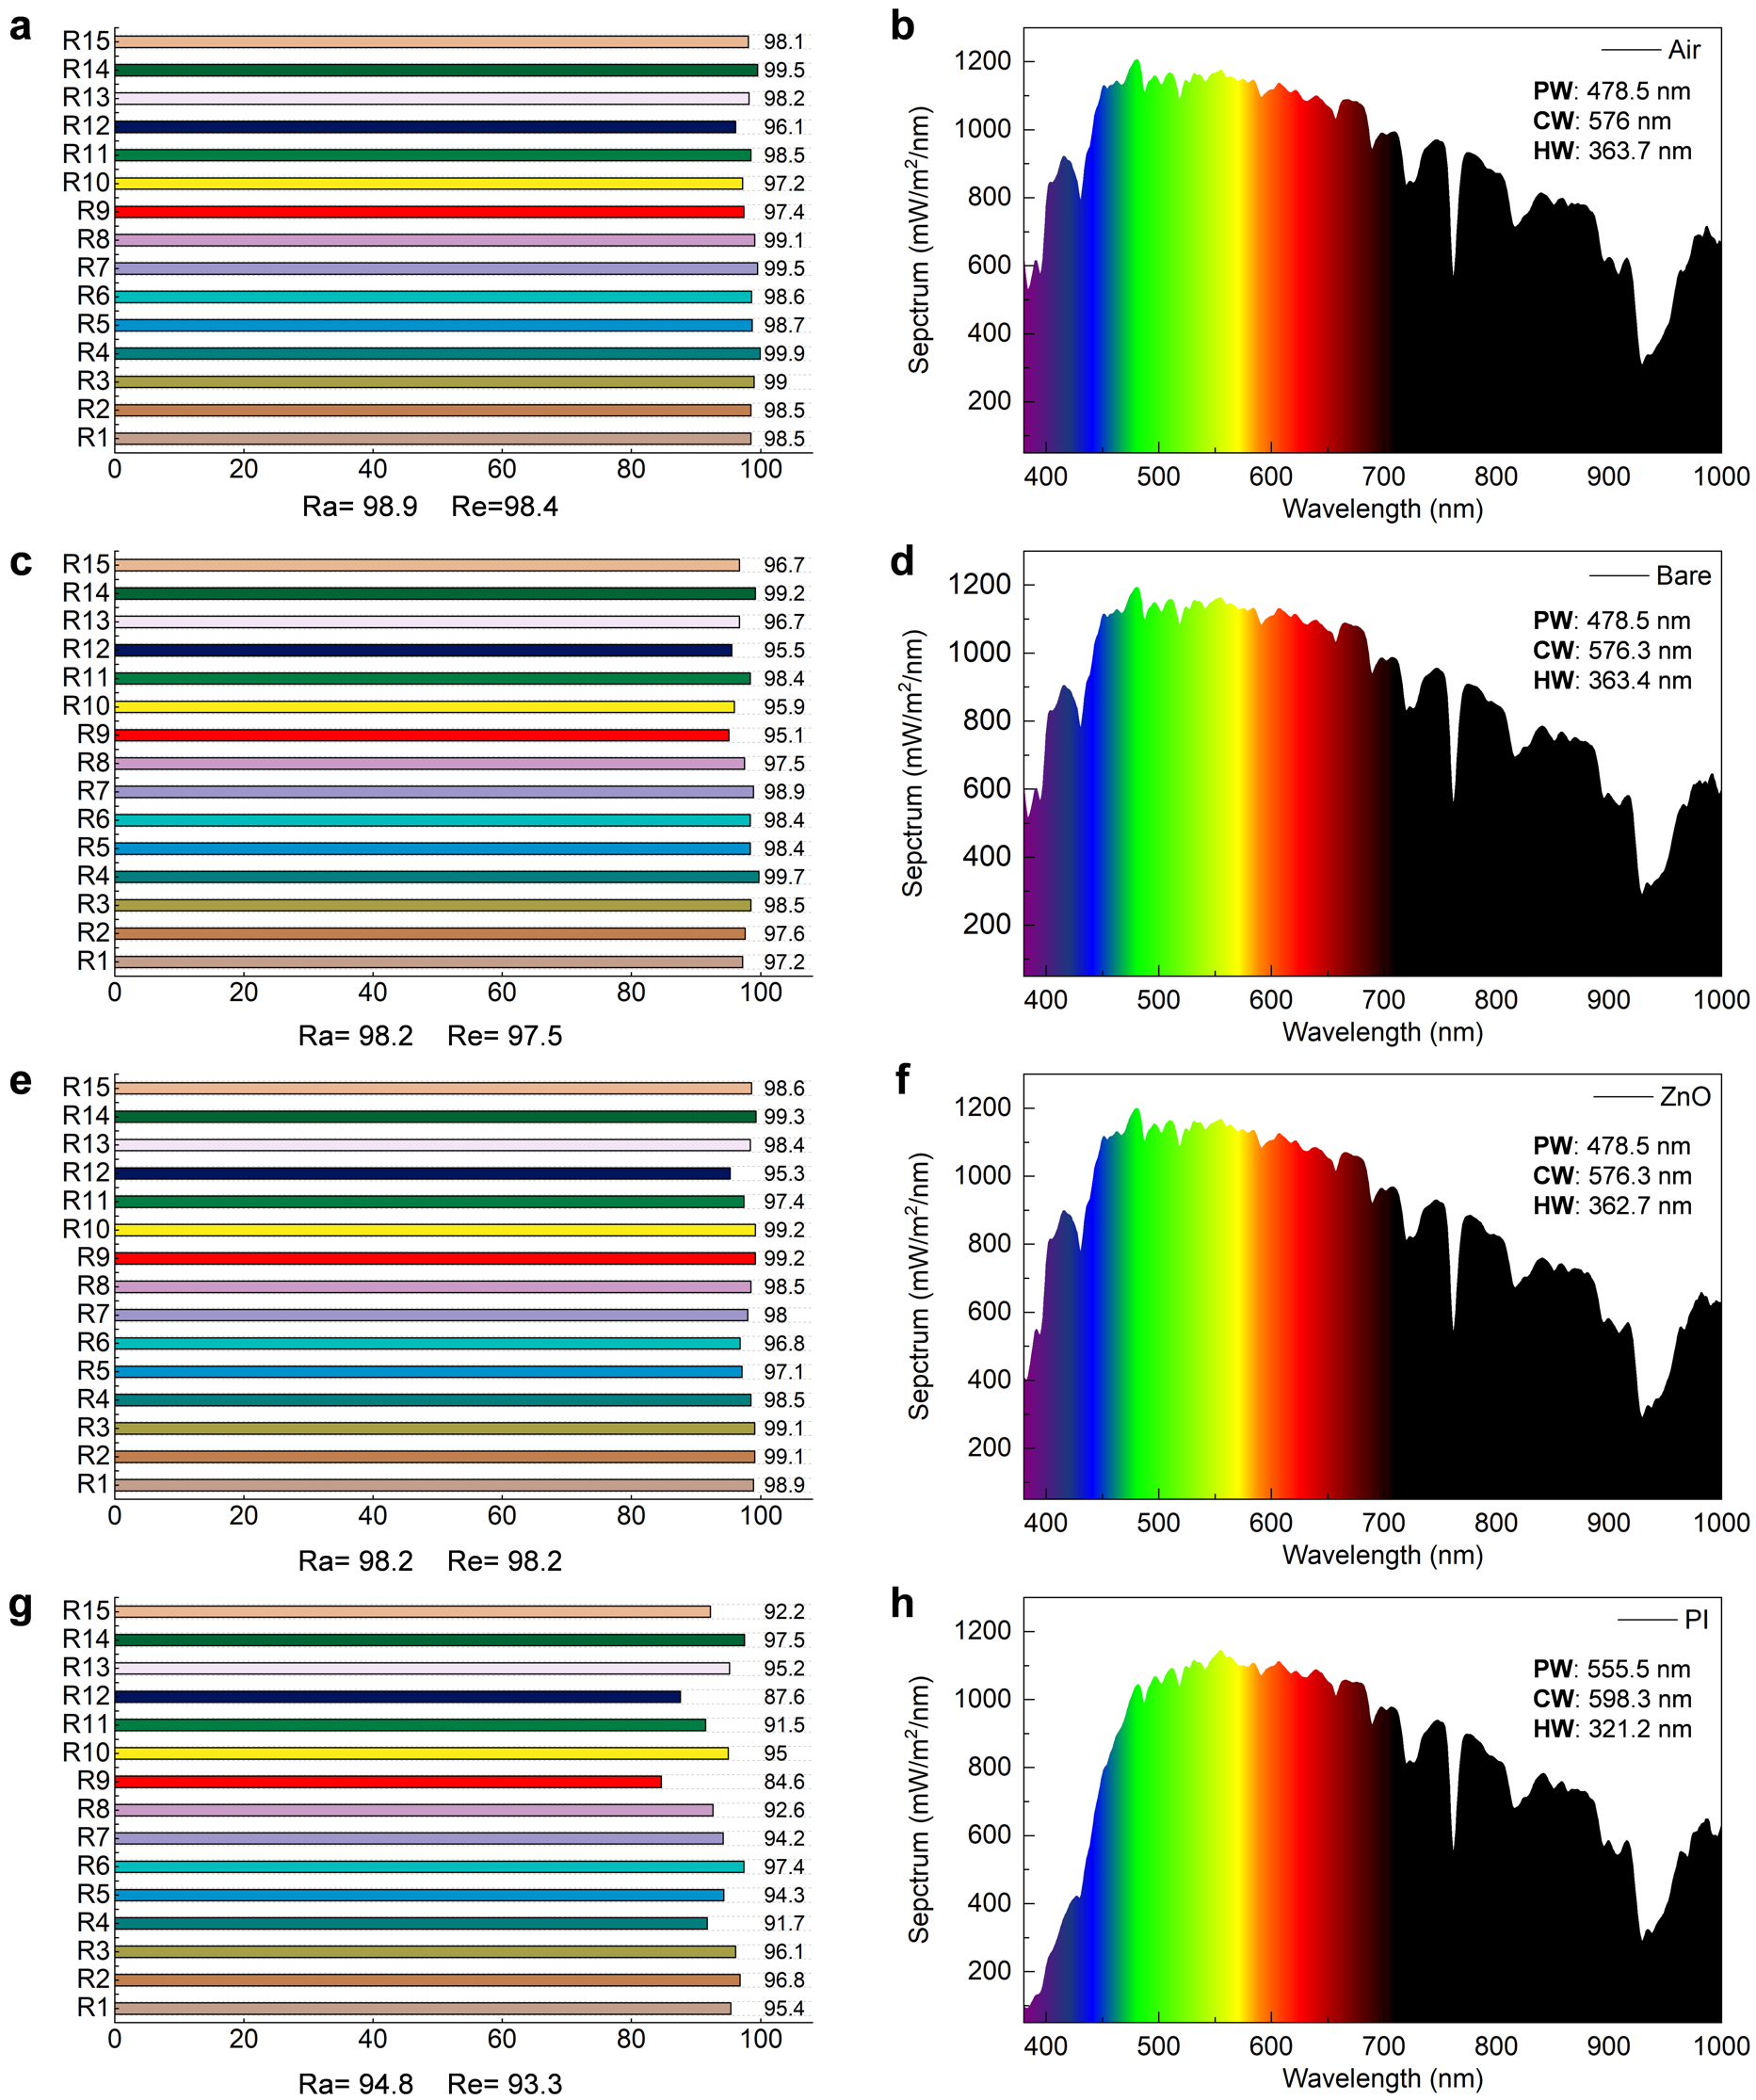 a
R15 98.1
R14 99.5
R13 98.2
R12 96.1
R11 98.5
R10 97.2
R9 97.4
R8 99.1
R7 99.5
R6 98.6
R5 98.7
R4 99.9
R3 99
R2 98.5
R1 98.5
0 20 40 60 80 100
Ra= 98.9 Re=98.4
b
Air
PW: 478.5 nm
CW: 576 nm
HW: 363.7 nm
1200
1000
800
600
400
200
Sepctrum (mW/m²/nm)
400 500 600 700 800 900 1000
Wavelength (nm)
c
R15 96.7
R14 99.2
R13 96.7
R12 95.5
R11 98.4
R10 95.9
R9 95.1
R8 97.5
R7 98.9
R6 98.4
R5 98.4
R4 99.7
R3 98.5
R2 97.6
R1 97.2
0 20 40 60 80 100
Ra= 98.2 Re= 97.5
d
Bare
PW: 478.5 nm
CW: 576.3 nm
HW: 363.4 nm
1200
1000
800
600
400
200
Sepctrum (mW/m²/nm)
400 500 600 700 800 900 1000
Wavelength (nm)
e
R15 98.6
R14 99.3
R13 98.4
R12 95.3
R11 97.4
R10 99.2
R9 99.2
R8 98.5
R7 98
R6 96.8
R5 97.1
R4 98.5
R3 99.1
R2 99.1
R1 98.9
0 20 40 60 80 100
Ra= 98.2 Re= 98.2
f
ZnO
PW: 478.5 nm
CW: 576.3 nm
HW: 362.7 nm
1200
1000
800
600
400
200
Sepctrum (mW/m²/nm)
400 500 600 700 800 900 1000
Wavelength (nm)
g
R15 92.2
R14 97.5
R13 95.2
R12 87.6
R11 91.5
R10 95
R9 84.6
R8 92.6
R7 94.2
R6 97.4
R5 94.3
R4 91.7
R3 96.1
R2 96.8
R1 95.4
0 20 40 60 80 100
Ra= 94.8 Re= 93.3
h
PI
PW: 555.5 nm
CW: 598.3 nm
HW: 321.2 nm
1200
1000
800
600
400
200
Sepctrum (mW/m²/nm)
400 500 600 700 800 900 1000
Wavelength (nm)